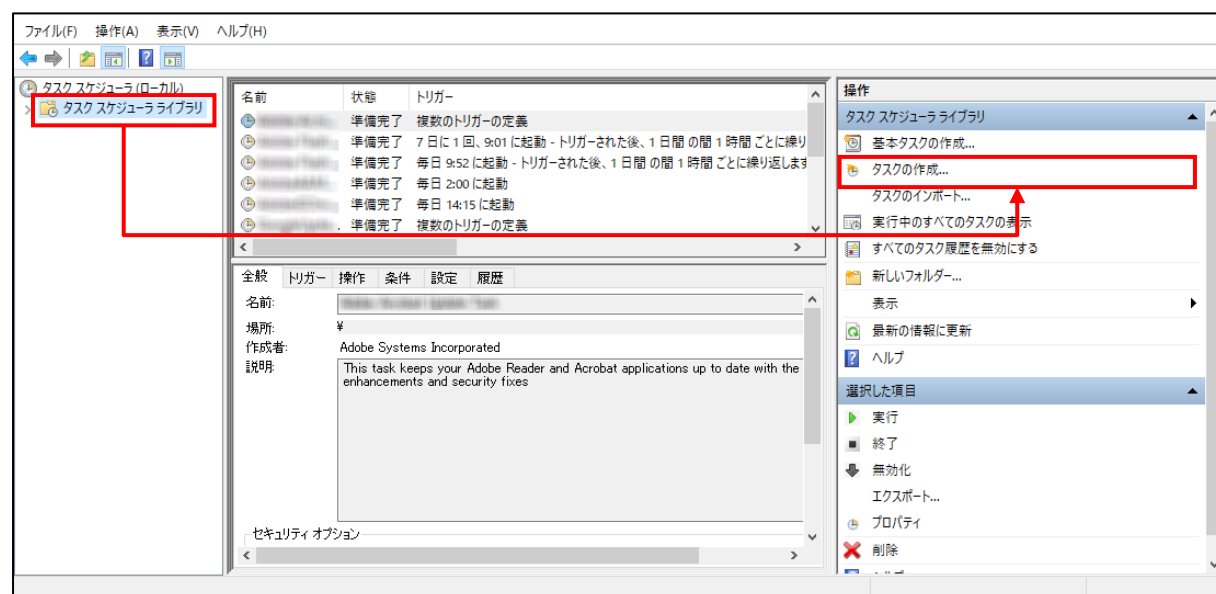 ファイル(F) 操作(A) 表示(V) ヘルプ(H)
タスク スケジューラ (ローカル)
タスク スケジューラ ライブラリ
名前 状態 トリガー
準備完了 複数のトリガーの定義
準備完了 7 日に 1 回、9:01 に起動 - トリガーされた後、1 日間 の間 1 時間 ごとに繰り
準備完了 毎日 9:52 に起動 - トリガーされた後、1 日間 の間 1 時間 ごとに繰り返します
準備完了 毎日 2:00 に起動
準備完了 毎日 14:15 に起動
準備完了 複数のトリガーの定義
全般 トリガー 操作 条件 設定 履歴
名前:
場所: ¥
作成者: Adobe Systems Incorporated
説明: This task keeps your Adobe Reader and Acrobat applications up to date with the
enhancements and security fixes
セキュリティ オプション
操作
タスク スケジューラ ライブラリ
基本タスクの作成...
タスクの作成...
タスクのインポート...
実行中のすべてのタスクの表示
すべてのタスク履歴を無効にする
新しいフォルダー...
表示
最新の情報に更新
ヘルプ
選択した項目
実行
終了
無効化
エクスポート...
プロパティ
削除